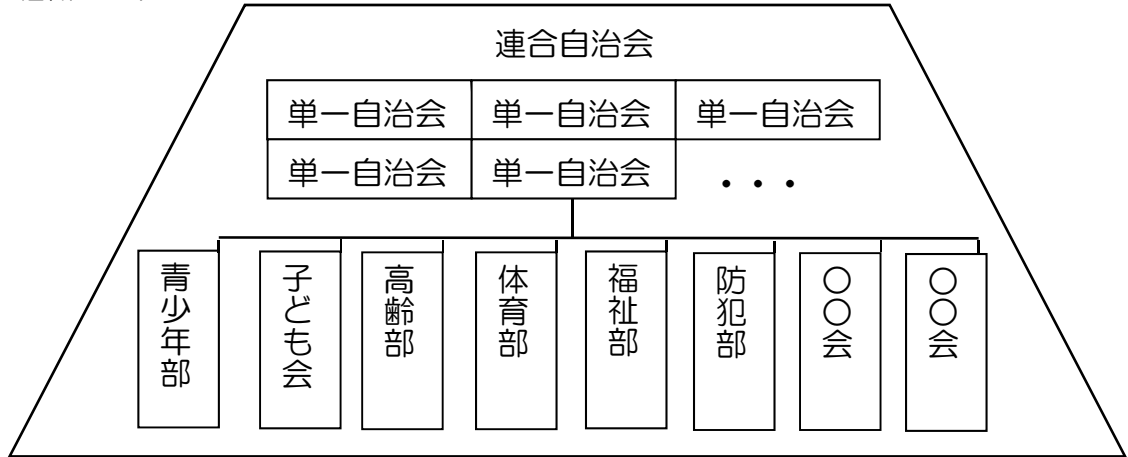 連合自治会
単一自治会 単一自治会 単一自治会
単一自治会 単一自治会 ・・・
青少年部
子ども会
高齢部
体育部
福祉部
防犯部
〇〇会
〇〇会